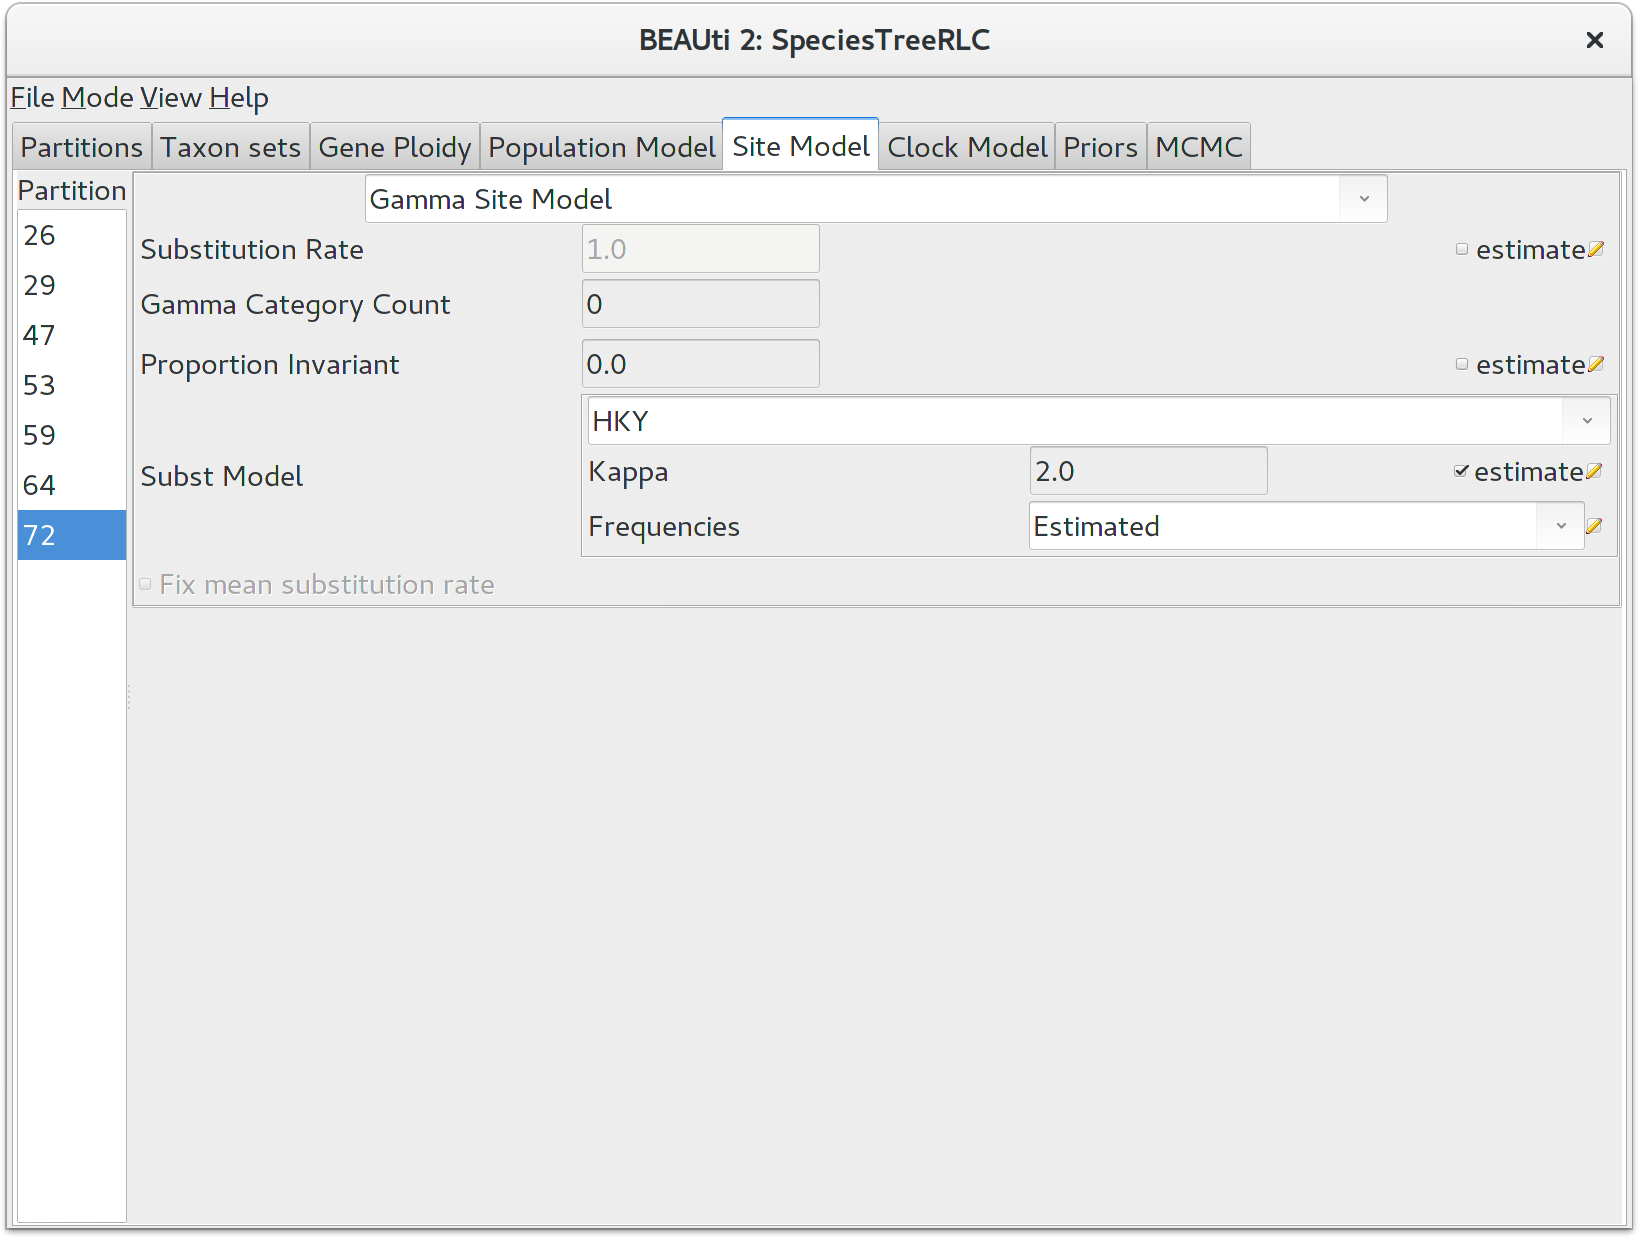 BEAUti 2: SpeciesTreeRLC
File Mode View Help
Partitions Taxon sets Gene Ploidy Population Model Site Model Clock Model Priors MCMC
Partition
26
29
47
53
59
64
72
Gamma Site Model
Substitution Rate 1.0 estimate
Gamma Category Count 0
Proportion Invariant 0.0 estimate
Subst Model
HKY
Kappa 2.0 estimate
Frequencies Estimated
Fix mean substitution rate